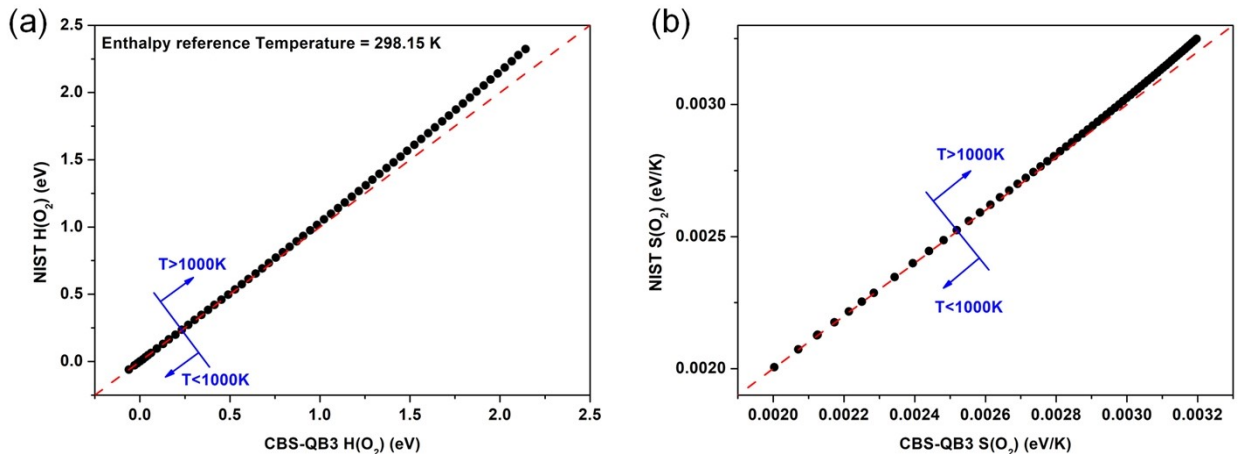 (a)
Enthalpy reference Temperature = 298.15 K
NIST H(O₂) (eV)
2.5
2.0
1.5
1.0
0.5
0.0
T>1000K
T<1000K
0.0 0.5 1.0 1.5 2.0 2.5
CBS-QB3 H(O₂) (eV)
(b)
NIST S(O₂) (eV/K)
0.0030
0.0025
0.0020
T>1000K
T<1000K
0.0020 0.0022 0.0024 0.0026 0.0028 0.0030 0.0032
CBS-QB3 S(O₂) (eV/K)